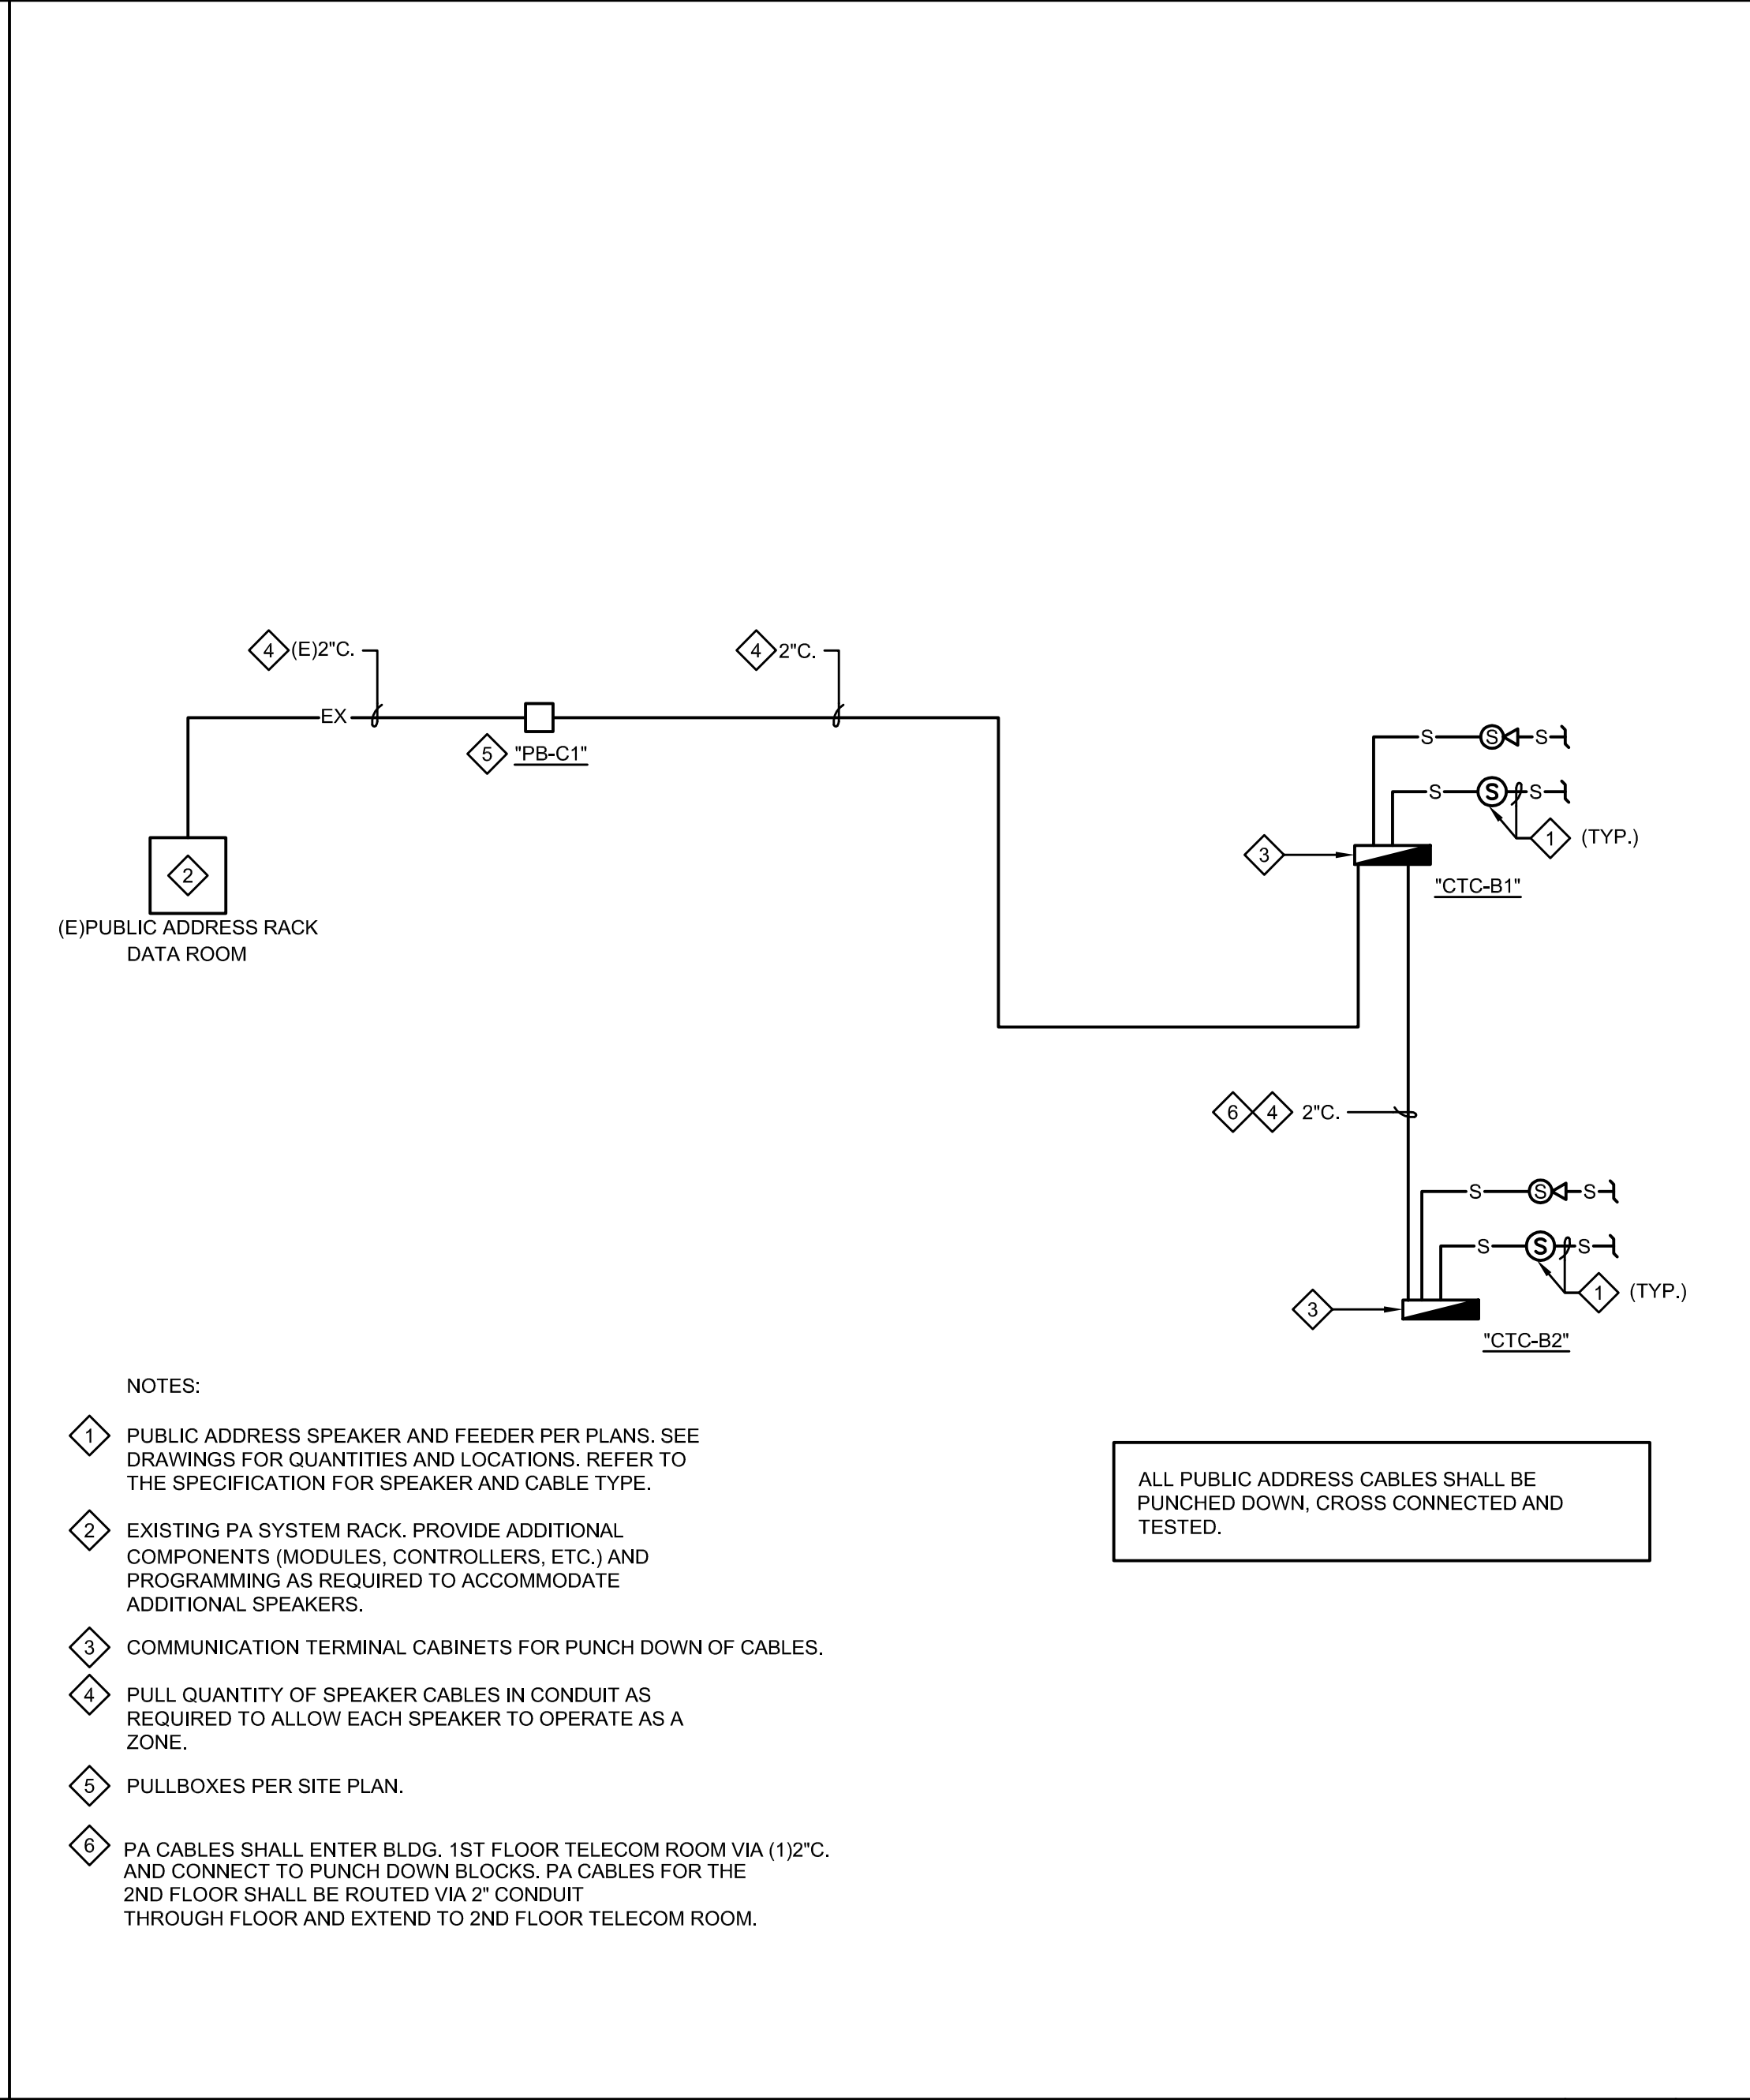 4 (E)2"C.
4 2"C.
EX
5 "PB-C1"
S S S
S S S
1 (TYP.)
3
"CTC-B1"
2
(E)PUBLIC ADDRESS RACK
DATA ROOM
6 4 2"C.
S S S
S S S
1 (TYP.)
3
"CTC-B2"
NOTES:
1 PUBLIC ADDRESS SPEAKER AND FEEDER PER PLANS. SEE
DRAWINGS FOR QUANTITIES AND LOCATIONS. REFER TO
THE SPECIFICATION FOR SPEAKER AND CABLE TYPE.
2 EXISTING PA SYSTEM RACK. PROVIDE ADDITIONAL
COMPONENTS (MODULES, CONTROLLERS, ETC.) AND
PROGRAMMING AS REQUIRED TO ACCOMMODATE
ADDITIONAL SPEAKERS.
3 COMMUNICATION TERMINAL CABINETS FOR PUNCH DOWN OF CABLES.
4 PULL QUANTITY OF SPEAKER CABLES IN CONDUIT AS
REQUIRED TO ALLOW EACH SPEAKER TO OPERATE AS A
ZONE.
5 PULLBOXES PER SITE PLAN.
6 PA CABLES SHALL ENTER BLDG. 1ST FLOOR TELECOM ROOM VIA (1)2"C.
AND CONNECT TO PUNCH DOWN BLOCKS. PA CABLES FOR THE
2ND FLOOR SHALL BE ROUTED VIA 2" CONDUIT
THROUGH FLOOR AND EXTEND TO 2ND FLOOR TELECOM ROOM.
ALL PUBLIC ADDRESS CABLES SHALL BE
PUNCHED DOWN, CROSS CONNECTED AND
TESTED.